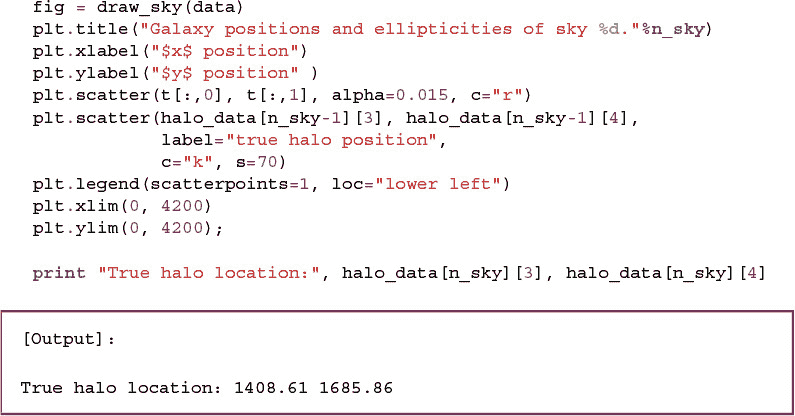 fig = draw_sky(data)
plt.title("Galaxy positions and ellipticities of sky %d."%n_sky)
plt.xlabel("$x$ position")
plt.ylabel("$y$ position" )
plt.scatter(t[:,0], t[:,1], alpha=0.015, c="r")
plt.scatter(halo_data[n_sky-1][3], halo_data[n_sky-1][4],
            label="true halo position",
            c="k", s=70)
plt.legend(scatterpoints=1, loc="lower left")
plt.xlim(0, 4200)
plt.ylim(0, 4200);
print "True halo location:", halo_data[n_sky][3], halo_data[n_sky][4]
[Output]:
True halo location: 1408.61 1685.86